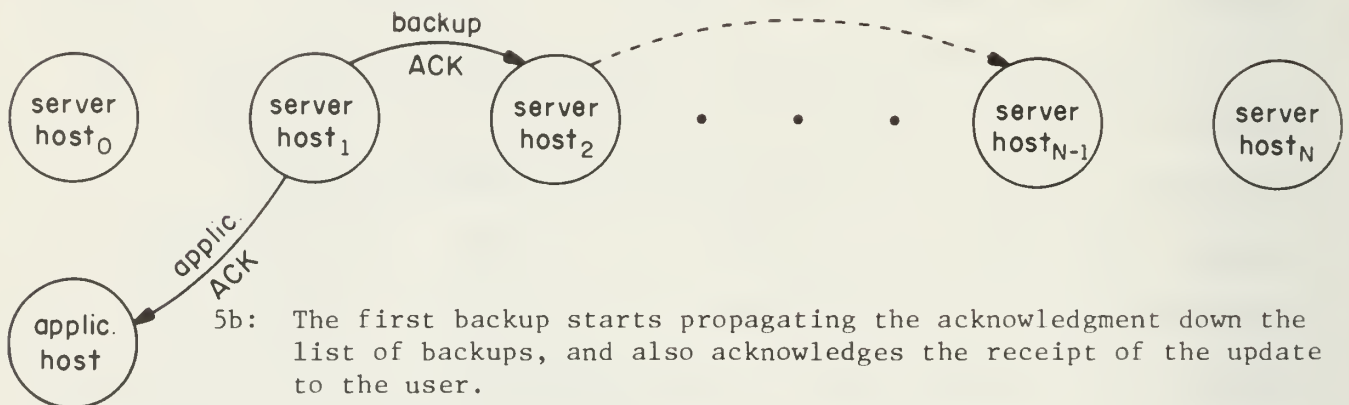 backup
ACK
server
host0
server
host1
server
host2
server
hostN-1
server
hostN
applic.
ACK
applic.
host
5b: The first backup starts propagating the acknowledgment down the
list of backups, and also acknowledges the receipt of the update
to the user.